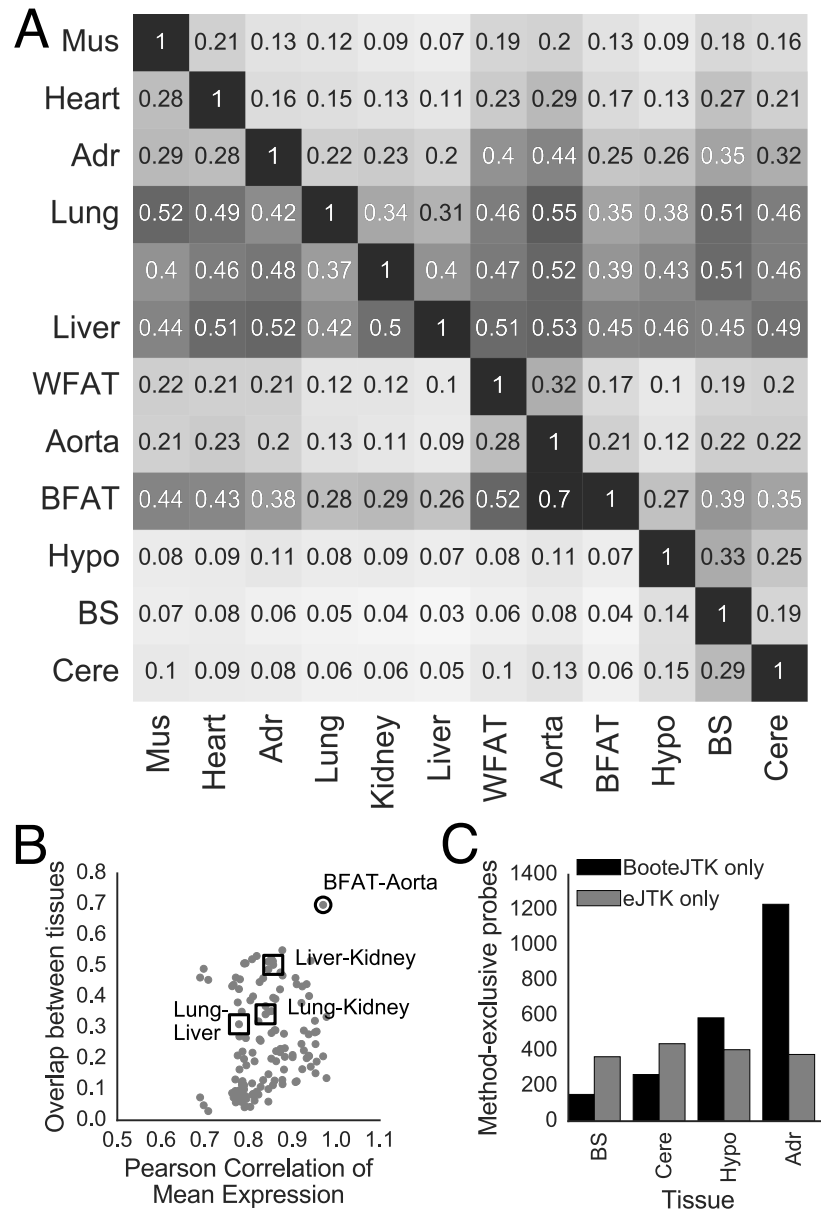 A
Mus 1 0.21 0.13 0.12 0.09 0.07 0.19 0.2 0.13 0.09 0.18 0.16
Heart 0.28 1 0.16 0.15 0.13 0.11 0.23 0.29 0.17 0.13 0.27 0.21
Adr 0.29 0.28 1 0.22 0.23 0.2 0.4 0.44 0.25 0.26 0.35 0.32
Lung 0.52 0.49 0.42 1 0.34 0.31 0.46 0.55 0.35 0.38 0.51 0.46
0.4 0.46 0.48 0.37 1 0.4 0.47 0.52 0.39 0.43 0.51 0.46
Liver 0.44 0.51 0.52 0.42 0.5 1 0.51 0.53 0.45 0.46 0.45 0.49
WFAT 0.22 0.21 0.21 0.12 0.12 0.1 1 0.32 0.17 0.1 0.19 0.2
Aorta 0.21 0.23 0.2 0.13 0.11 0.09 0.28 1 0.21 0.12 0.22 0.22
BFAT 0.44 0.43 0.38 0.28 0.29 0.26 0.52 0.7 1 0.27 0.39 0.35
Hypo 0.08 0.09 0.11 0.08 0.09 0.07 0.08 0.11 0.07 1 0.33 0.25
BS 0.07 0.08 0.06 0.05 0.04 0.03 0.06 0.08 0.04 0.14 1 0.19
Cere 0.1 0.09 0.08 0.06 0.06 0.05 0.1 0.13 0.06 0.15 0.29 1
Mus Heart Adr Lung Kidney Liver WFAT Aorta BFAT Hypo BS Cere
B
Overlap between tissues
0.8
0.7
0.6
0.5
0.4
0.3
0.2
0.1
0.0
BFAT-Aorta
Liver-Kidney
Lung-Kidney
Lung-
Liver
0.5 0.6 0.7 0.8 0.9 1.0 1.1
Pearson Correlation of
Mean Expression
C
Method-exclusive probes
1400
1200
1000
800
600
400
200
0
BooteJTK only
eJTK only
BS Cere Hypo Adr
Tissue